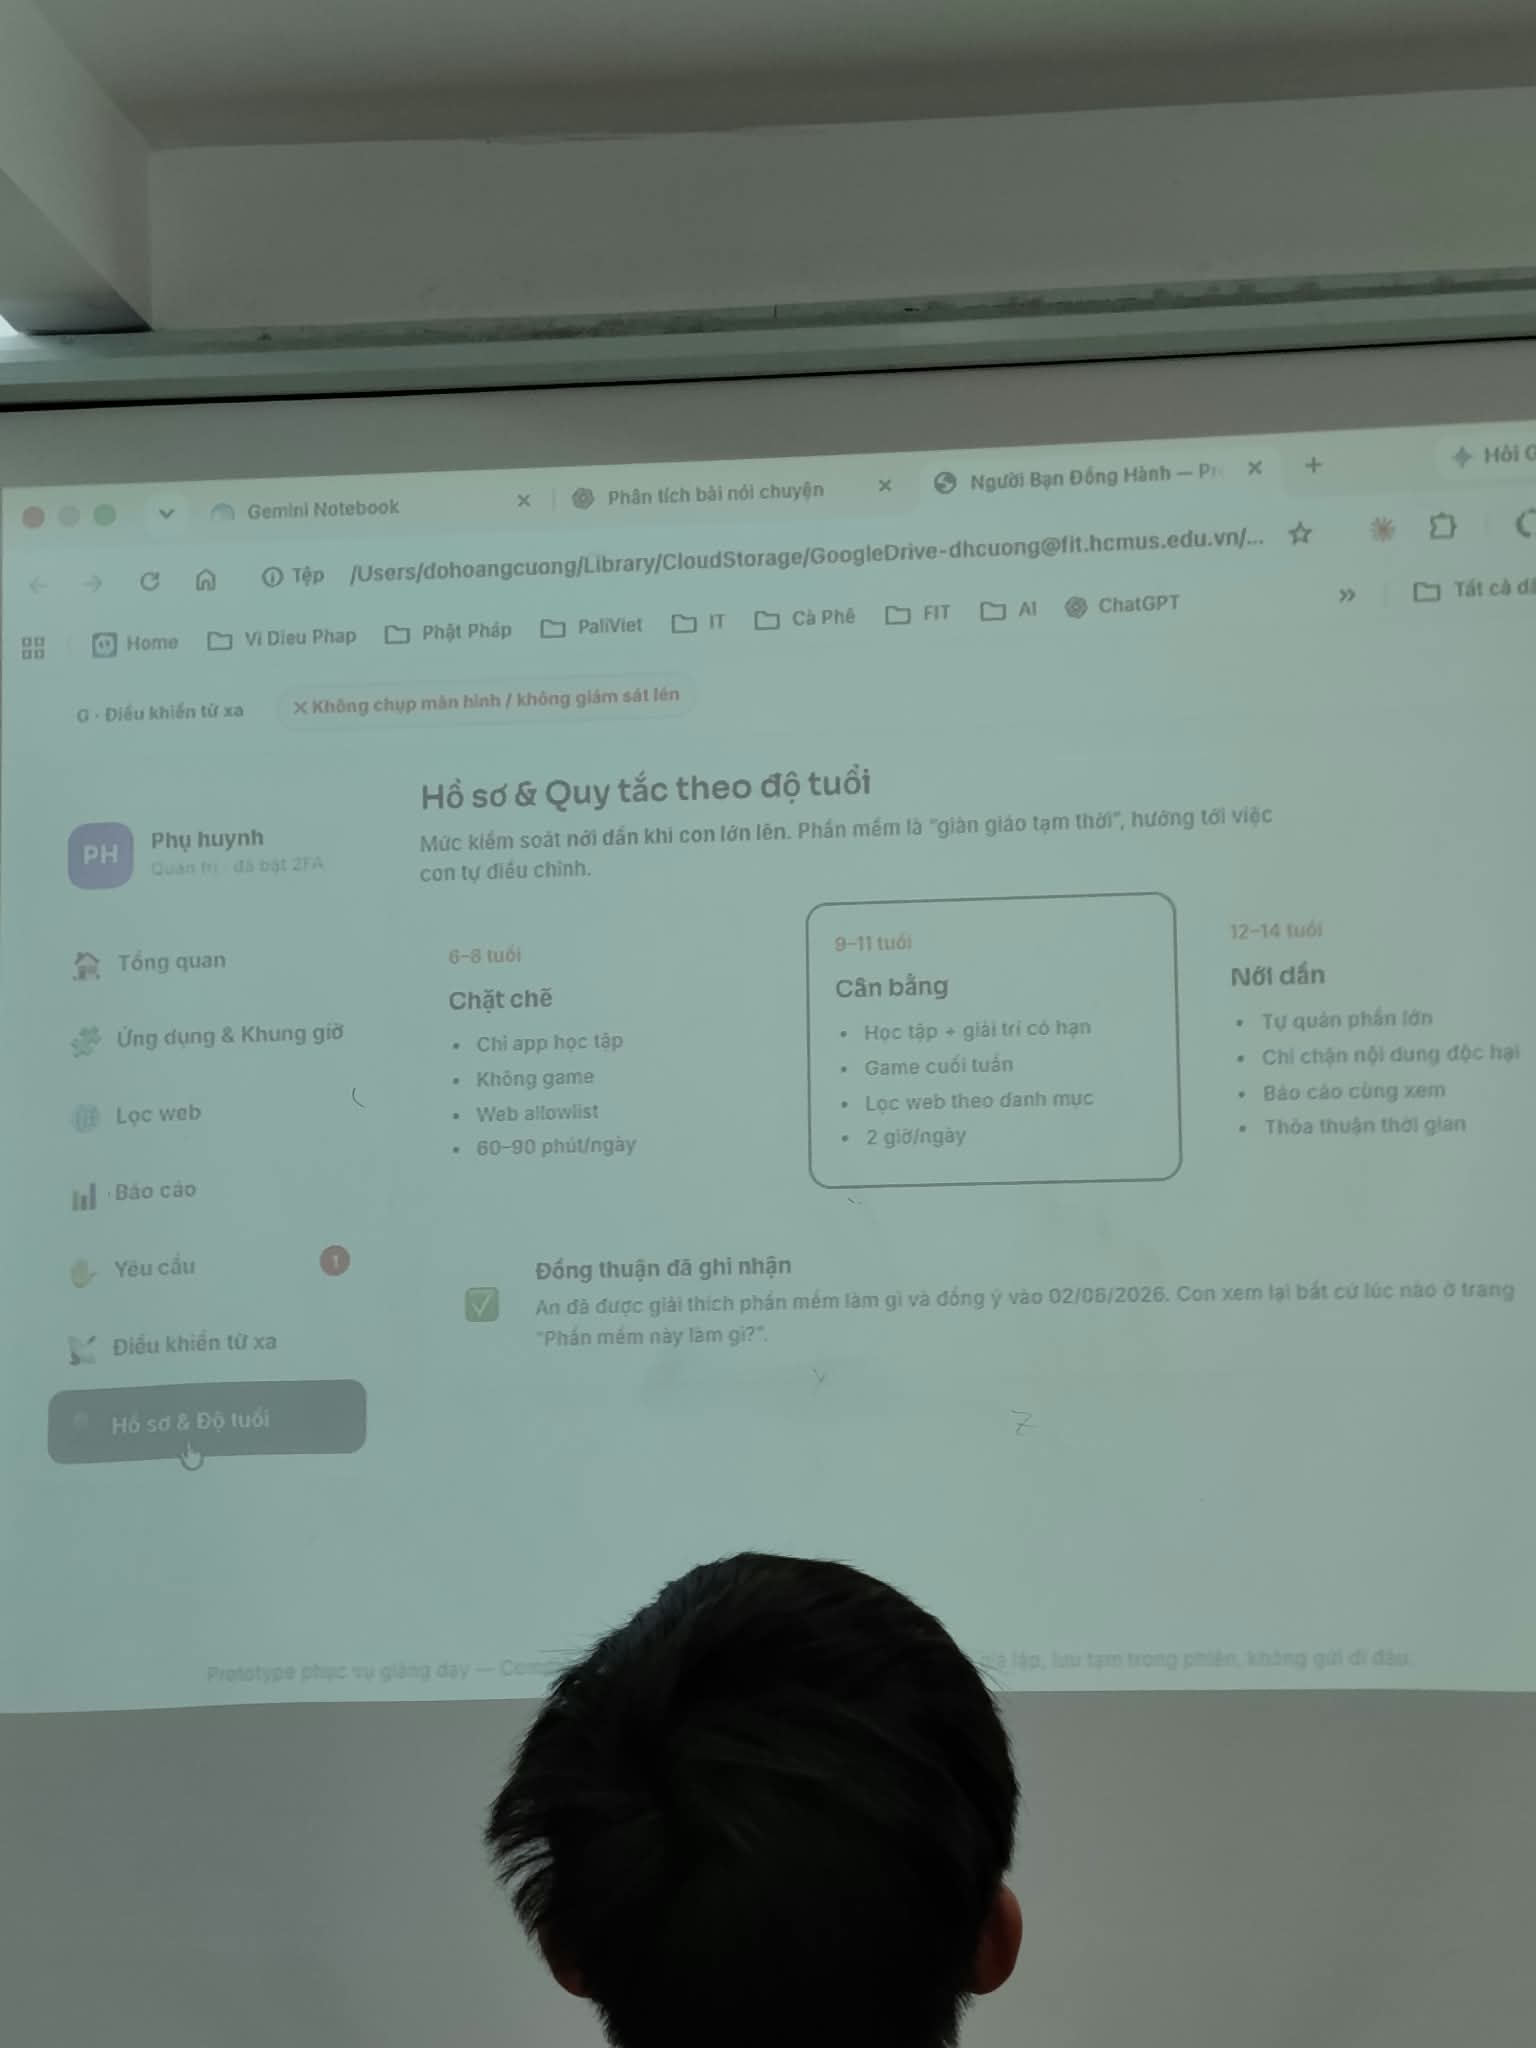 Gemini Notebook
Phân tích bài nói chuyện
Người Bạn Đồng Hành — Pr
Hỏi G
Tệp /Users/dohoangcuong/Library/CloudStorage/GoogleDrive-dhcuong@fit.hcmus.edu.vn/...
Home Vi Dieu Phap Phật Pháp PaliViet IT Cà Phê FIT AI ChatGPT » Tất cả
G · Điều khiển từ xa
✕ Không chụp màn hình / không giám sát lén
PH
Phụ huynh
Quản trị · đã bật 2FA
Tổng quan
Ứng dụng & Khung giờ
Lọc web
Báo cáo
Yêu cầu 1
Điều khiển từ xa
Hồ sơ & Độ tuổi
Hồ sơ & Quy tắc theo độ tuổi
Mức kiểm soát nới dần khi con lớn lên. Phần mềm là "giàn giáo tạm thời", hướng tới việc
con tự điều chỉnh.
6–8 tuổi
Chặt chẽ
• Chỉ app học tập
• Không game
• Web allowlist
• 60–90 phút/ngày
9–11 tuổi
Cân bằng
• Học tập + giải trí có hạn
• Game cuối tuần
• Lọc web theo danh mục
• 2 giờ/ngày
12–14 tuổi
Nới dần
• Tự quản phần lớn
• Chỉ chặn nội dung độc hại
• Báo cáo cùng xem
• Thỏa thuận thời gian
Đồng thuận đã ghi nhận
An đã được giải thích phần mềm làm gì và đồng ý vào 02/06/2026. Con xem lại bất cứ lúc nào ở trang
"Phần mềm này làm gì?".
Prototype phục vụ giảng dạy — lập, lưu tạm trong phiên, không gửi đi đâu.